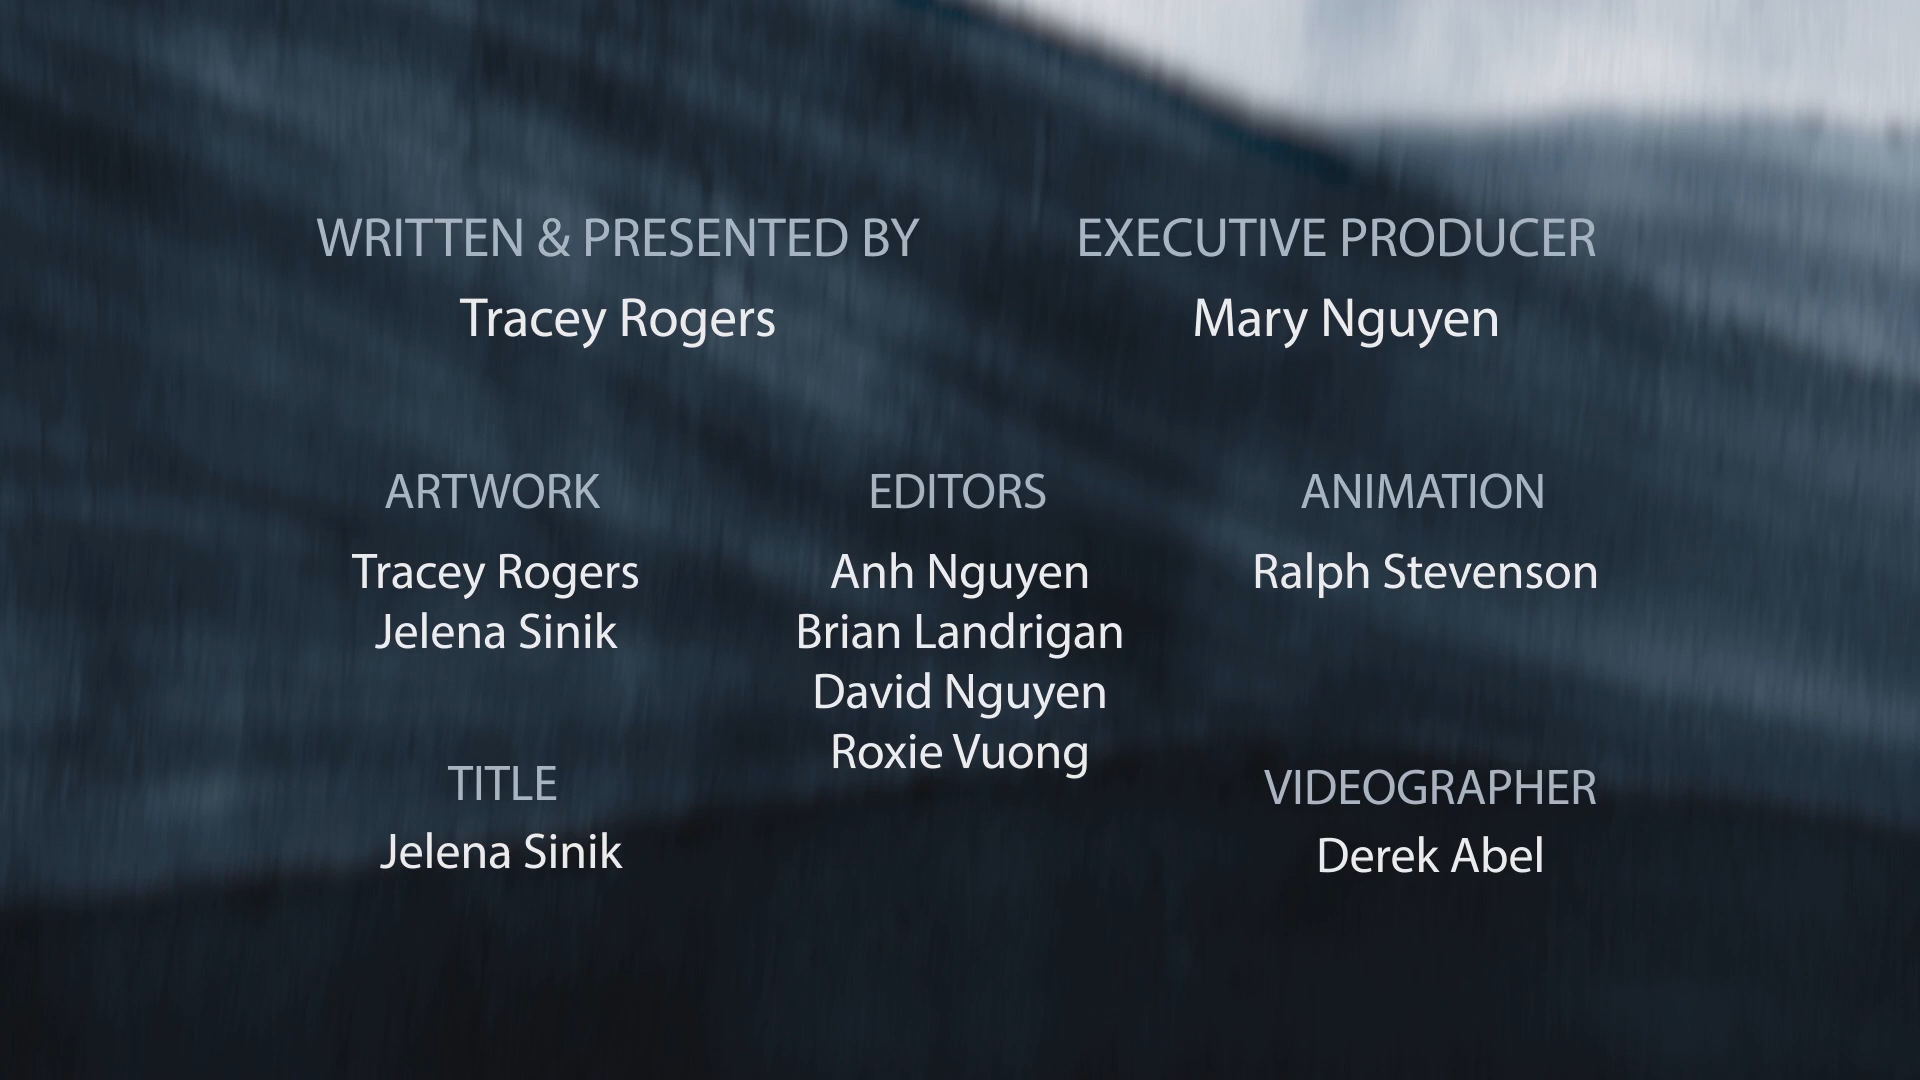 WRITTEN & PRESENTED BY
Tracey Rogers
EXECUTIVE PRODUCER
Mary Nguyen
ARTWORK
Tracey Rogers
Jelena Sinik
EDITORS
Anh Nguyen
Brian Landrigan
David Nguyen
Roxie Vuong
ANIMATION
Ralph Stevenson
TITLE
Jelena Sinik
VIDEOGRAPHER
Derek Abel